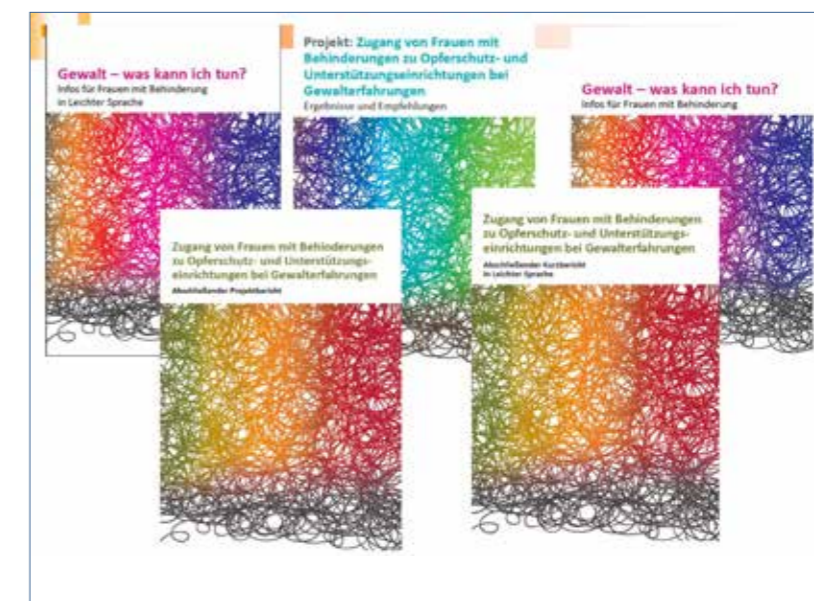 Gewalt – was kann ich tun?
Infos für Frauen mit Behinderung
in Leichter Sprache
Projekt: Zugang von Frauen mit
Behinderungen zu Opferschutz- und
Unterstützungseinrichtungen bei
Gewalterfahrungen
Ergebnisse und Empfehlungen
Gewalt – was kann ich tun?
Infos für Frauen mit Behinderung
Zugang von Frauen mit Behinderungen
zu Opferschutz- und Unterstützungs-
einrichtungen bei Gewalterfahrungen
Abschließender Projektbericht
Zugang von Frauen mit Behinderungen
zu Opferschutz- und Unterstützungs-
einrichtungen bei Gewalterfahrungen
Abschließender Kurzbericht
in Leichter Sprache